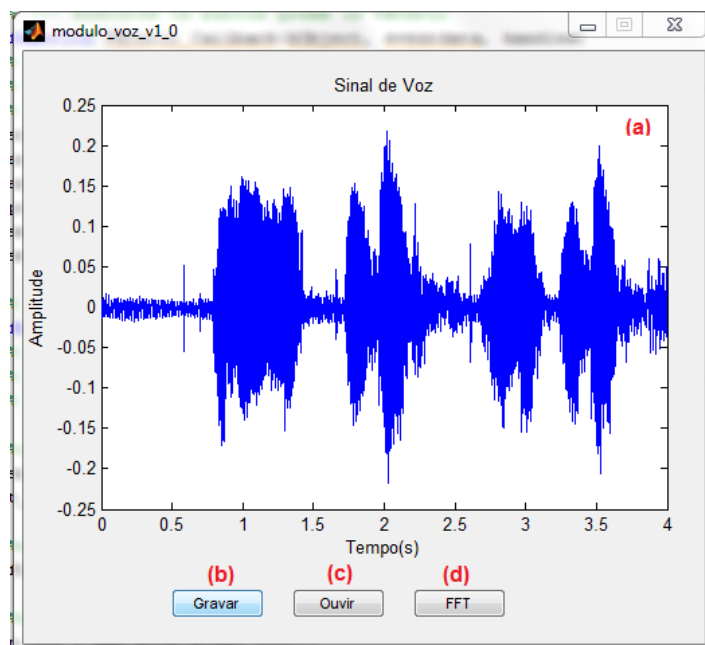 modulo_voz_v1_0
Sinal de Voz
(a)
0.25
0.2
0.15
0.1
0.05
0
-0.05
-0.1
-0.15
-0.2
-0.25
Amplitude
0 0.5 1 1.5 2 2.5 3 3.5 4
Tempo(s)
(b) (c) (d)
Gravar Ouvir FFT